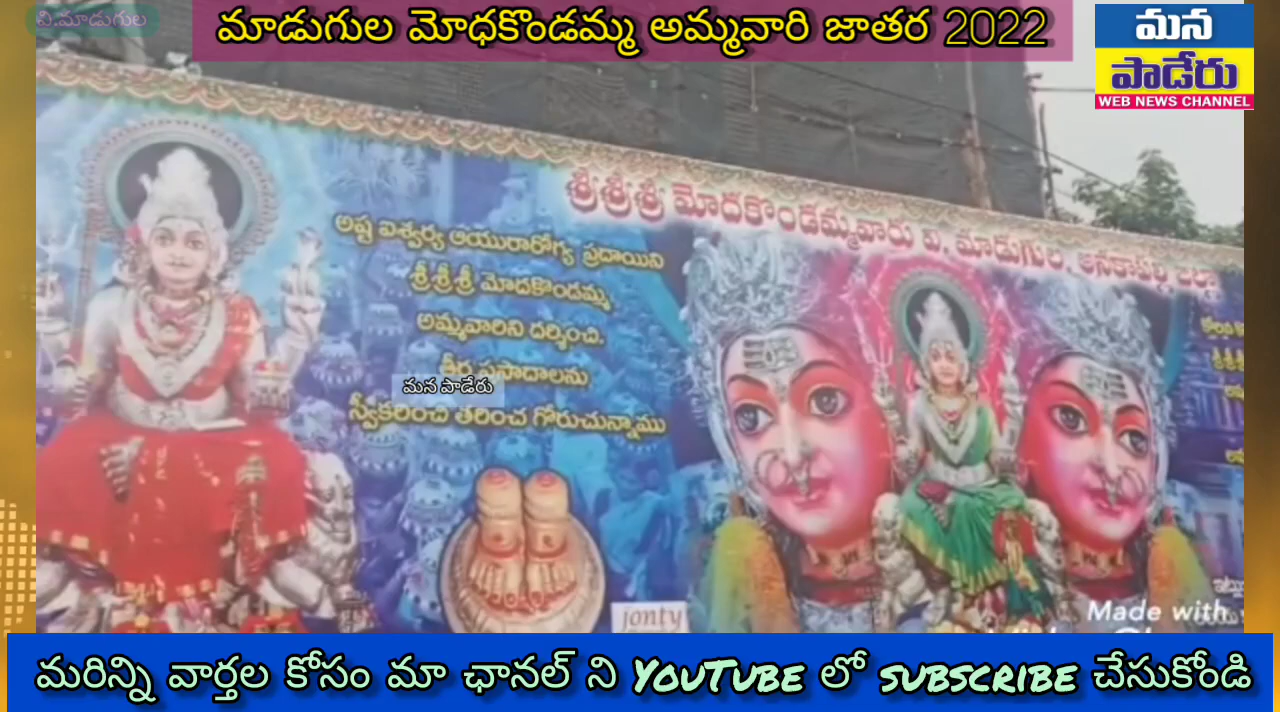 వి.మాడుగుల
మాడుగుల మోధకొండమ్మ అమ్మవారి జాతర 2022
మన
పాడేరు
WEB NEWS CHANNEL
శ్రీశ్రీశ్రీ మోదకొండమ్మవారు వి. మాడుగుల, అనకాపల్లి జిల్లా
అష్ట ఐశ్వర్య ఆయురారోగ్య ప్రదాయిని
శ్రీ.శ్రీ.శ్రీ మోదకొండమ్మ
అమ్మవారిని దర్శించి.
తీర్థ ప్రసాదాలను
మన పాడేరు
స్వీకరించి తరించ గోరుచున్నాము
jonty
Made with
మరిన్ని వార్తల కోసం మా ఛానల్ ని YouTube లో subscribe చేసుకోండి